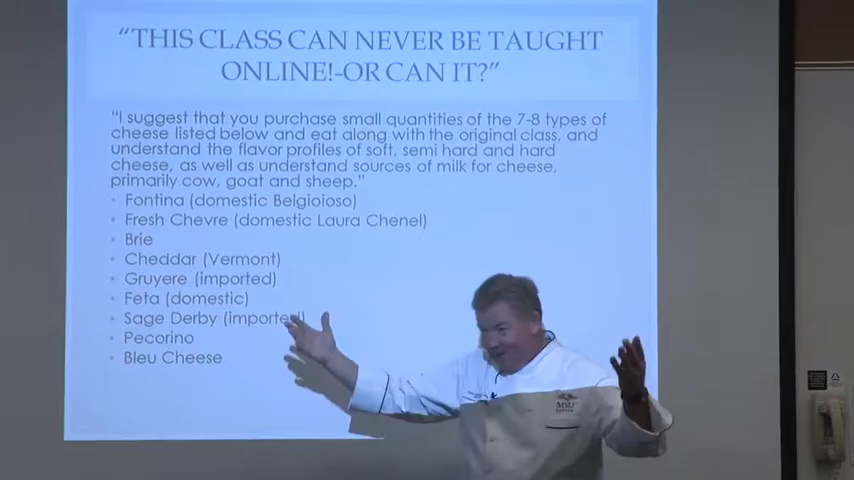 "THIS CLASS CAN NEVER BE TAUGHT
ONLINE!-OR CAN IT?"
"I suggest that you purchase small quantities of the 7-8 types of
cheese listed below and eat along with the original class, and
understand the flavor profiles of soft, semi hard and hard
cheese, as well as understand sources of milk for cheese,
primarily cow, goat and sheep."
Fontina (domestic Belgioioso)
Fresh Chevre (domestic Laura Chenel)
Brie
Cheddar (Vermont)
Gruyere (imported)
Feta (domestic)
Sage Derby (imported)
Pecorino
Bleu Cheese
MSU